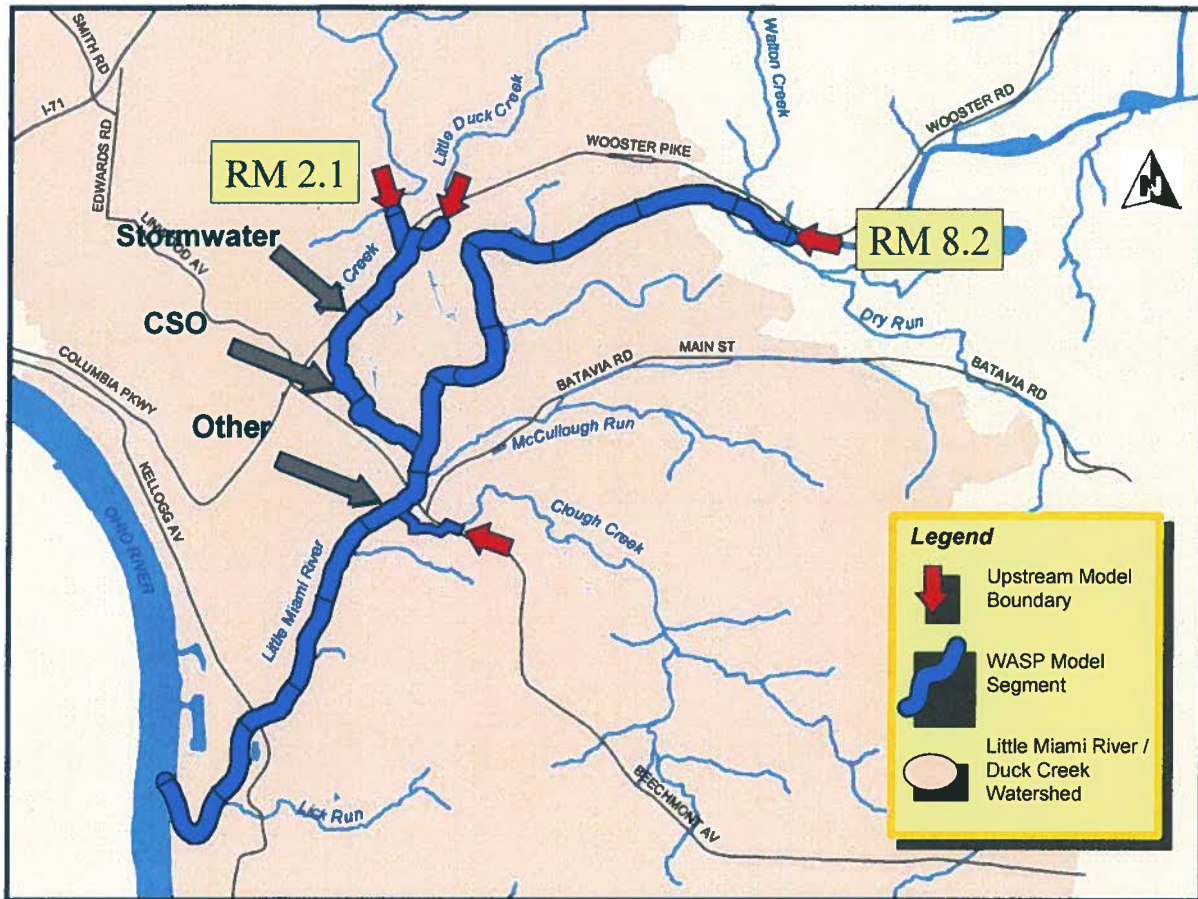 SMITH RD
I-71
EDWARDS RD
Little Duck Creek
Walton Creek
WOOSTER PIKE
WOOSTER RD
N
RM 2.1
RM 8.2
Stormwater
Creek
CSO
Other
Dry Run
COLUMBIA PKWY
KELLOGG AV
OHIO RIVER
BATAVIA RD
MAIN ST
BATAVIA RD
McCullough Run
Clough Creek
Little Miami River
BEECHMONT AV
Lick Run
Legend
Upstream Model
Boundary
WASP Model
Segment
Little Miami River /
Duck Creek
Watershed